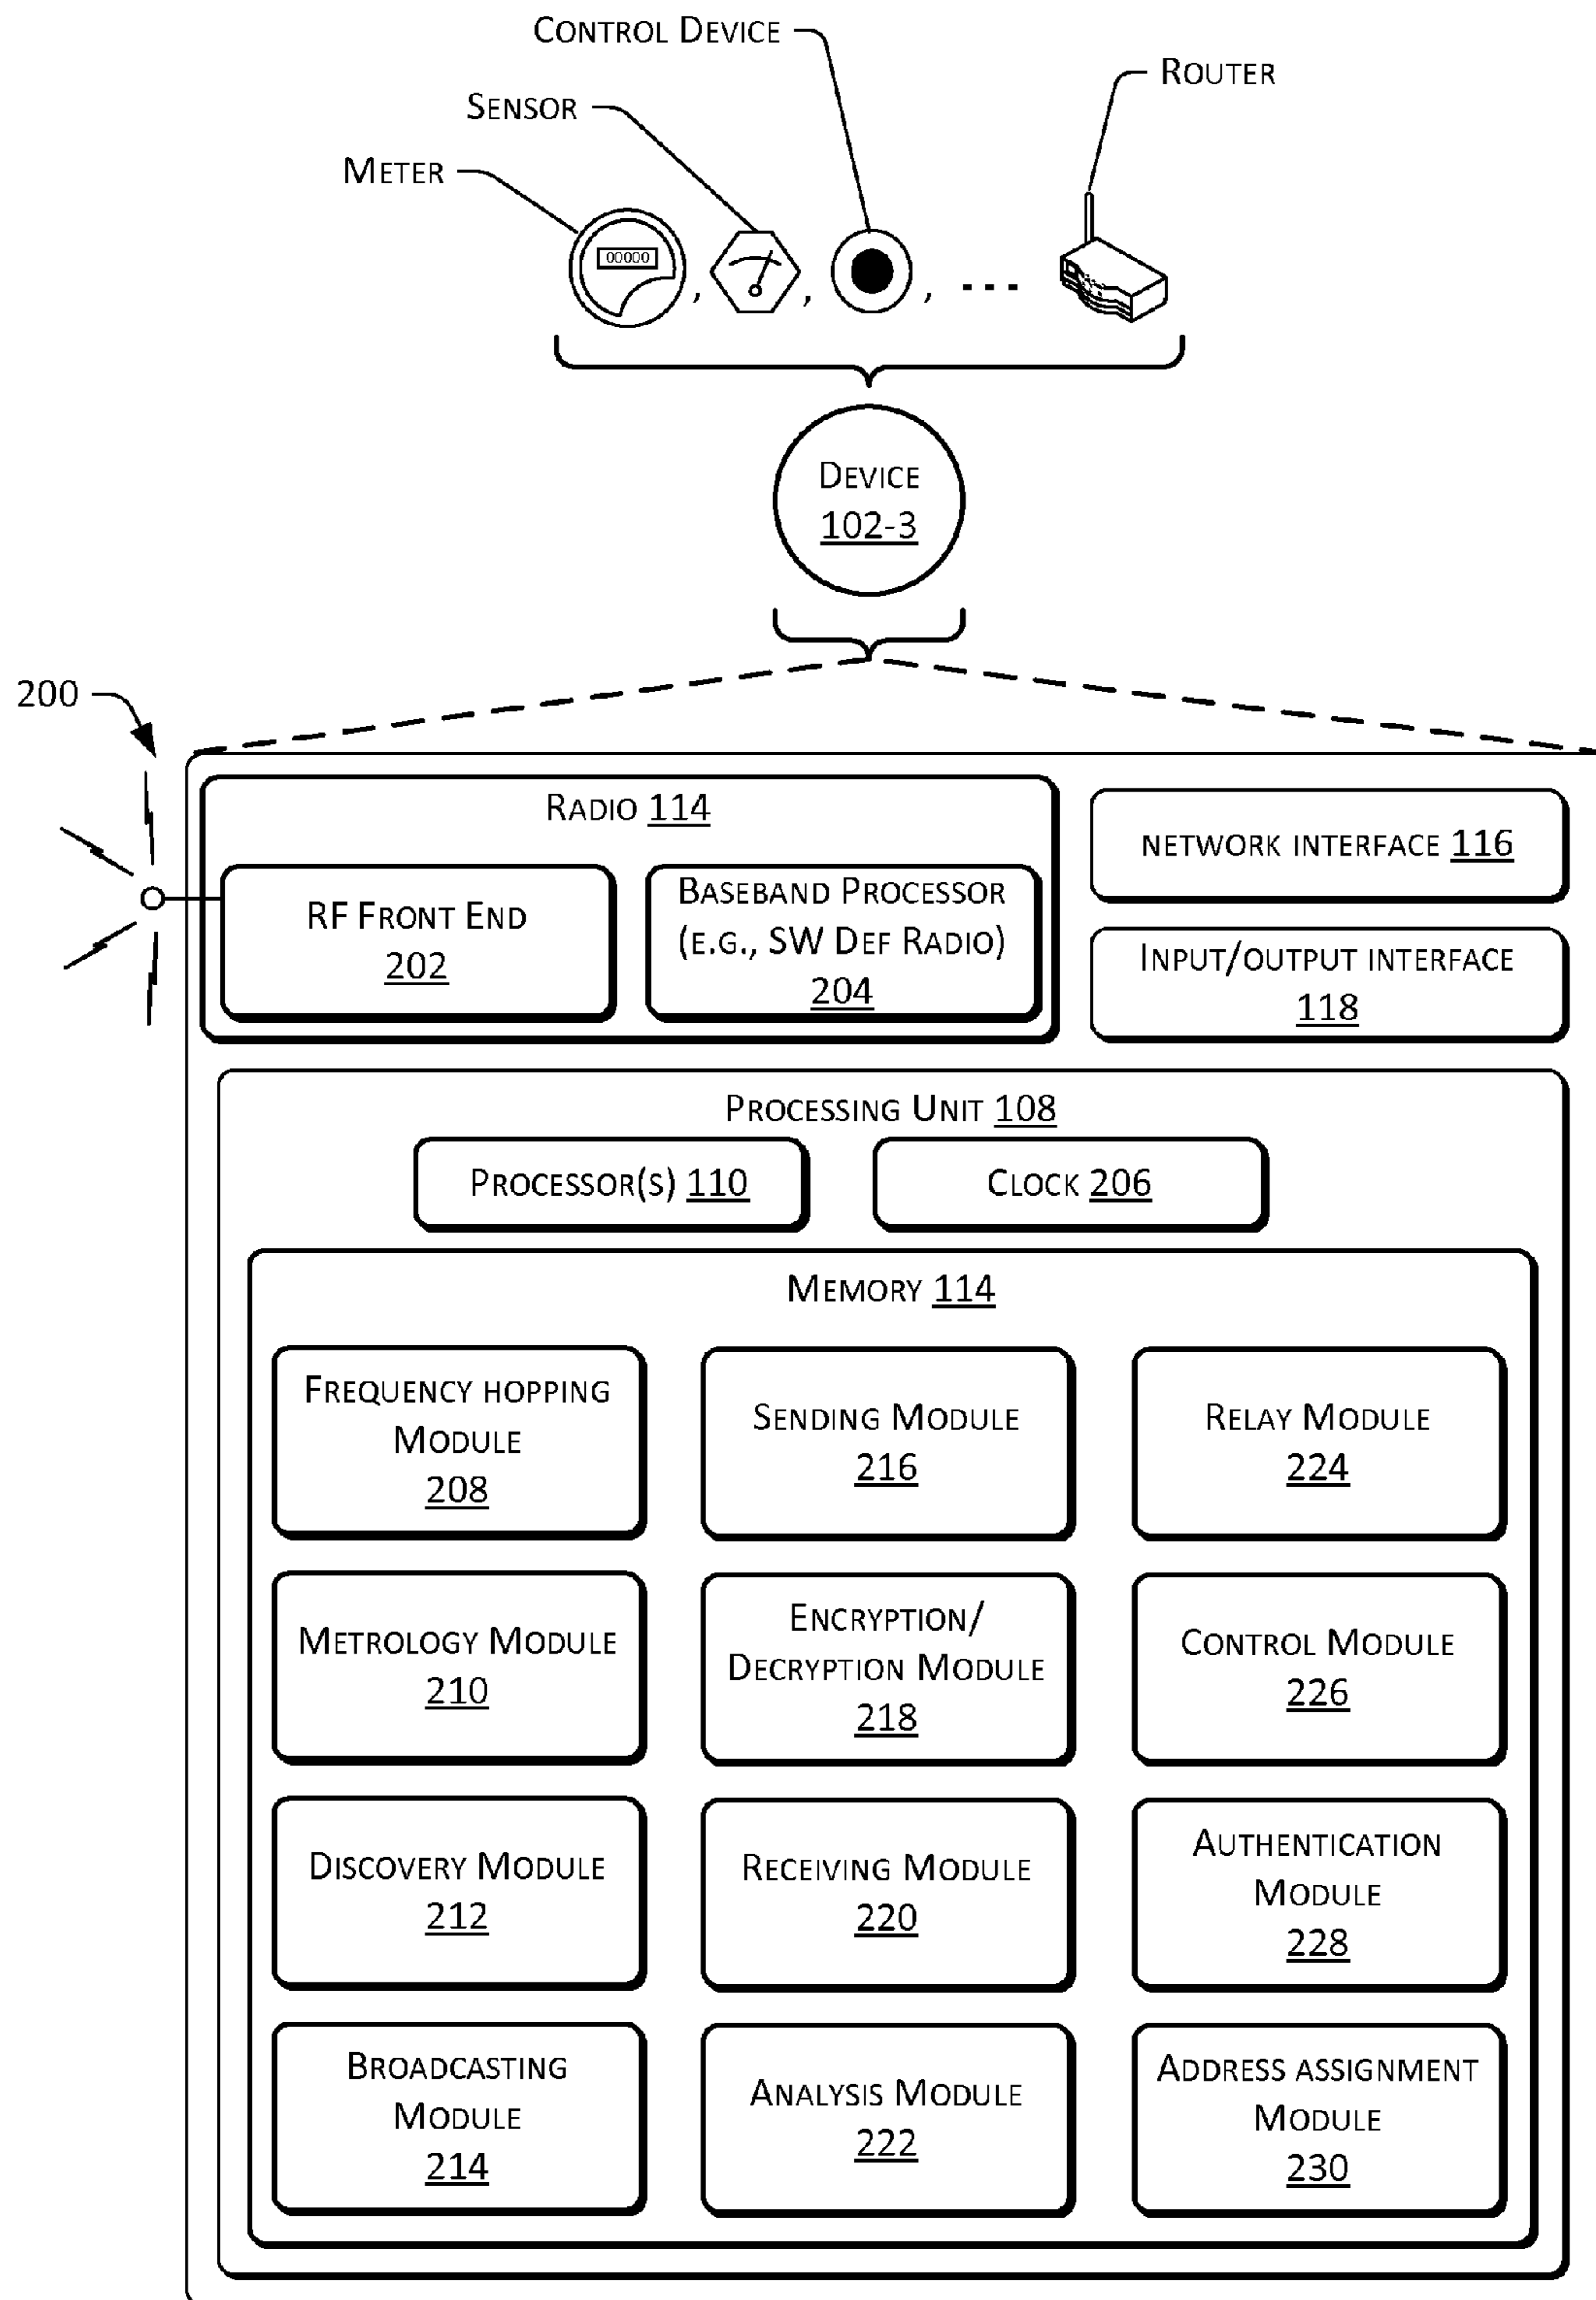 CONTROL DEVICE
ROUTER
SENSOR
METER
00000
, , , ...
DEVICE
102-3
200
RADIO 114
NETWORK INTERFACE 116
RF FRONT END
202
BASEBAND PROCESSOR
(E.G., SW DEF RADIO)
204
INPUT/OUTPUT INTERFACE
118
PROCESSING UNIT 108
PROCESSOR(S) 110
CLOCK 206
MEMORY 114
FREQUENCY HOPPING
MODULE
208
SENDING MODULE
216
RELAY MODULE
224
METROLOGY MODULE
210
ENCRYPTION/
DECRYPTION MODULE
218
CONTROL MODULE
226
DISCOVERY MODULE
212
RECEIVING MODULE
220
AUTHENTICATION
MODULE
228
BROADCASTING
MODULE
214
ANALYSIS MODULE
222
ADDRESS ASSIGNMENT
MODULE
230